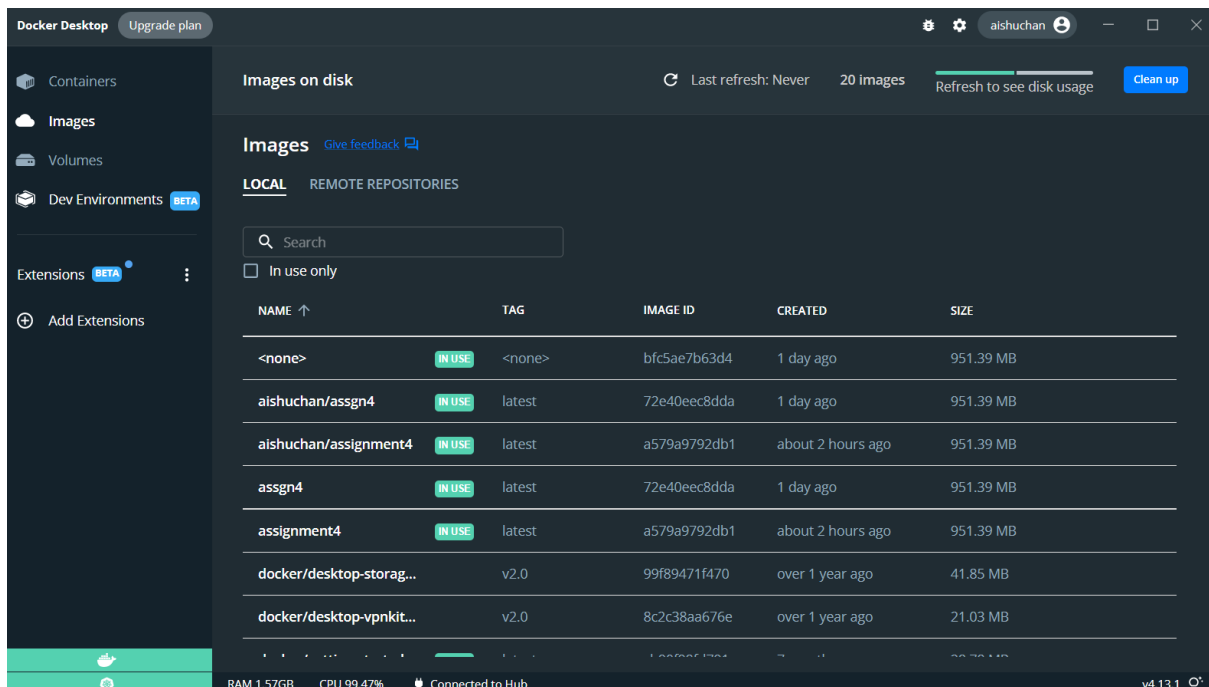 Docker Desktop Upgrade plan aishuchan
Containers
Images
Volumes
Dev Environments BETA
Extensions BETA
Add Extensions
Images on disk Last refresh: Never 20 images Refresh to see disk usage Clean up
Images Give feedback
LOCAL REMOTE REPOSITORIES
Search
In use only
NAME TAG IMAGE ID CREATED SIZE
<none> IN USE <none> bfc5ae7b63d4 1 day ago 951.39 MB
aishuchan/assgn4 IN USE latest 72e40eec8dda 1 day ago 951.39 MB
aishuchan/assignment4 IN USE latest a579a9792db1 about 2 hours ago 951.39 MB
assgn4 IN USE latest 72e40eec8dda 1 day ago 951.39 MB
assignment4 IN USE latest a579a9792db1 about 2 hours ago 951.39 MB
docker/desktop-storag... v2.0 99f89471f470 over 1 year ago 41.85 MB
docker/desktop-vpnkit... v2.0 8c2c38aa676e over 1 year ago 21.03 MB
RAM 1.57GB CPU 99.47% Connected to Hub v4.13.1